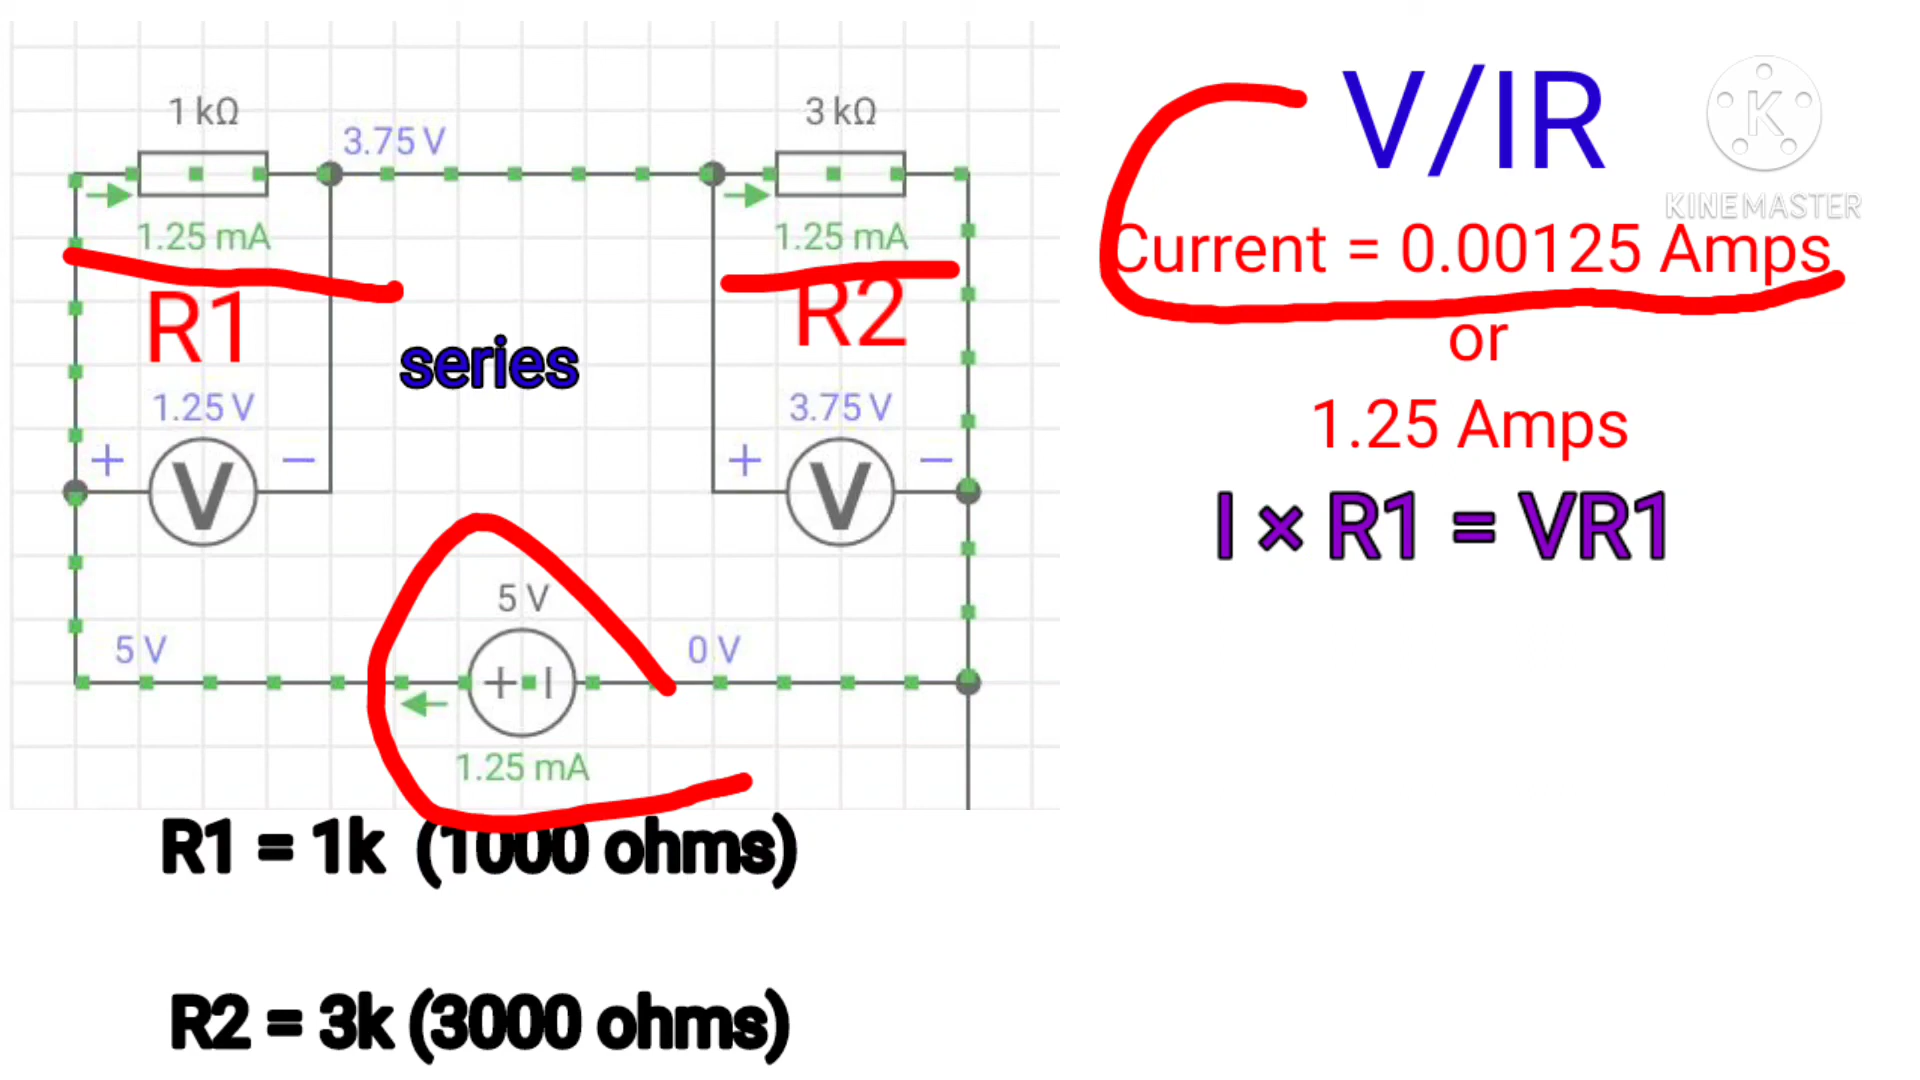 1 kΩ
3.75 V
3 kΩ
1.25 mA
1.25 mA
R1
R2
series
1.25 V
3.75 V
+ −
+ −
V
V
5 V
5 V
0 V
+
1.25 mA
R1 = 1k (1000 ohms)
R2 = 3k (3000 ohms)
V/IR
K
KINEMASTER
Current = 0.00125 Amps
or
1.25 Amps
I × R1 = VR1